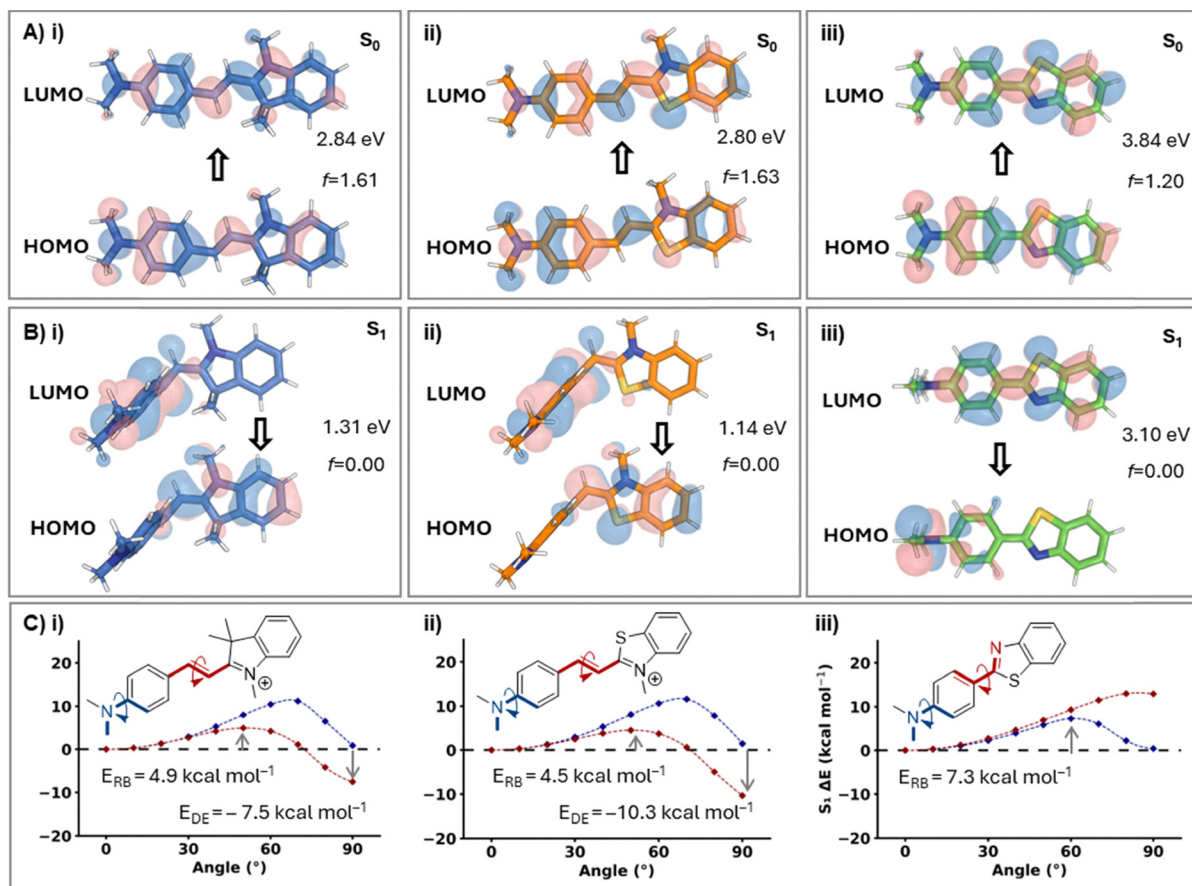 A) i)
S₀
LUMO
2.84 eV
f=1.61
HOMO
ii)
S₀
LUMO
2.80 eV
f=1.63
HOMO
iii)
S₀
LUMO
3.84 eV
f=1.20
HOMO
B) i)
S₁
LUMO
1.31 eV
f=0.00
HOMO
ii)
S₁
LUMO
1.14 eV
f=0.00
HOMO
iii)
S₁
LUMO
3.10 eV
f=0.00
HOMO
C) i)
N
N
⊕
20
10
0
−10
−20
E_RB = 4.9 kcal mol⁻¹
E_DE = − 7.5 kcal mol⁻¹
0 30 60 90
Angle (°)
ii)
S
N
N
⊕
20
10
0
−10
−20
E_RB = 4.5 kcal mol⁻¹
E_DE = −10.3 kcal mol⁻¹
0 30 60 90
Angle (°)
iii)
N
S
N
S₁ ΔE (kcal mol⁻¹)
20
10
0
−10
−20
E_RB = 7.3 kcal mol⁻¹
0 30 60 90
Angle (°)